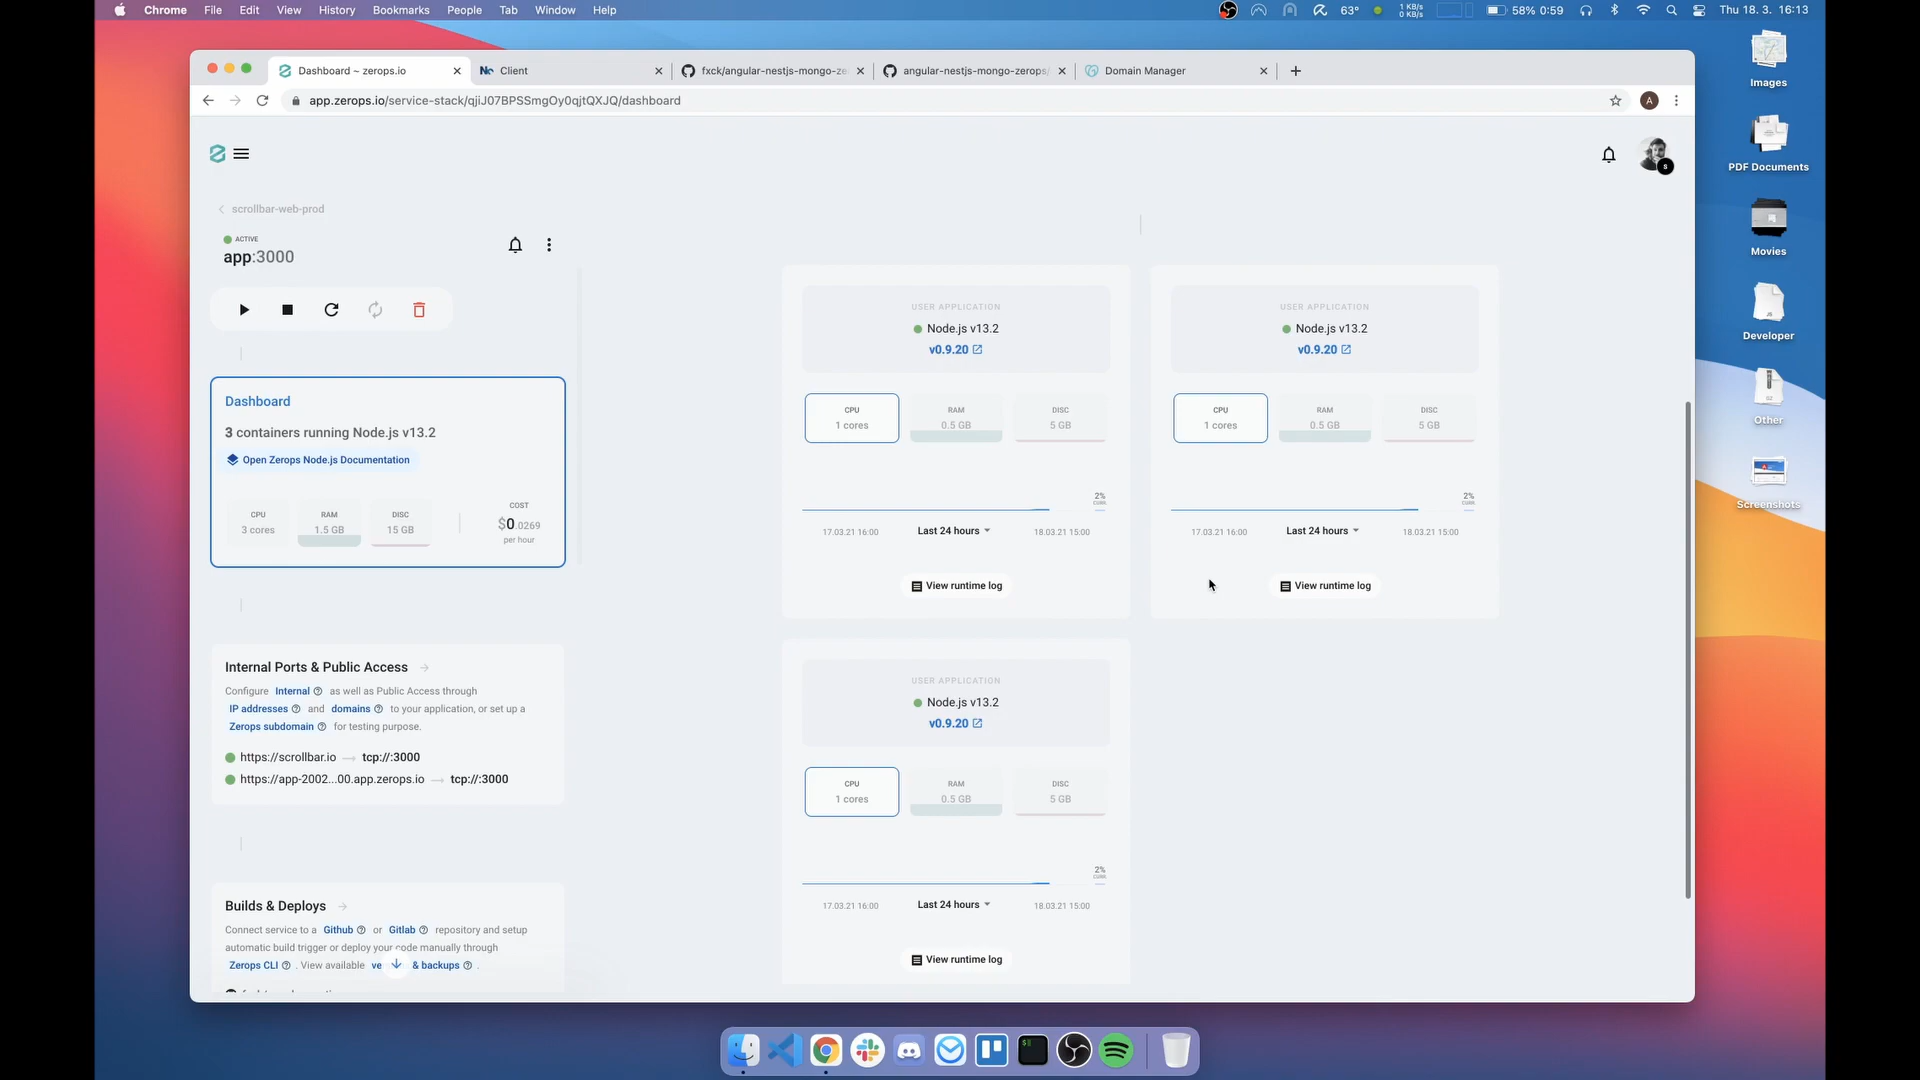 Chrome File Edit View History Bookmarks People Tab Window Help
63° 1 KB/s 0 KB/s 58% 0:59 Thu 18. 3. 16:13
Dashboard ~ zerops.io
Client
fxck/angular-nestjs-mongo-ze
angular-nestjs-mongo-zerops/
Domain Manager
app.zerops.io/service-stack/qjiJ07BPSSmgOy0qjtQXJQ/dashboard
A
Images
PDF Documents
Movies
Developer
Other
Screenshots
scrollbar-web-prod
ACTIVE
app:3000
Dashboard
3 containers running Node.js v13.2
Open Zerops Node.js Documentation
CPU
3 cores
RAM
1.5 GB
DISC
15 GB
COST
$0.0269
per hour
Internal Ports & Public Access
Configure Internal as well as Public Access through
IP addresses and domains to your application, or set up a
Zerops subdomain for testing purpose.
https://scrollbar.io → tcp://:3000
https://app-2002...00.app.zerops.io → tcp://:3000
Builds & Deploys
Connect service to a Github or Gitlab repository and setup
automatic build trigger or deploy your code manually through
Zerops CLI . View available ve & backups .
USER APPLICATION
Node.js v13.2
v0.9.20
CPU
1 cores
RAM
0.5 GB
DISC
5 GB
2%
CURR.
17.03.21 16:00
Last 24 hours
18.03.21 15:00
View runtime log
USER APPLICATION
Node.js v13.2
v0.9.20
CPU
1 cores
RAM
0.5 GB
DISC
5 GB
2%
CURR.
17.03.21 16:00
Last 24 hours
18.03.21 15:00
View runtime log
USER APPLICATION
Node.js v13.2
v0.9.20
CPU
1 cores
RAM
0.5 GB
DISC
5 GB
2%
CURR.
17.03.21 16:00
Last 24 hours
18.03.21 15:00
View runtime log